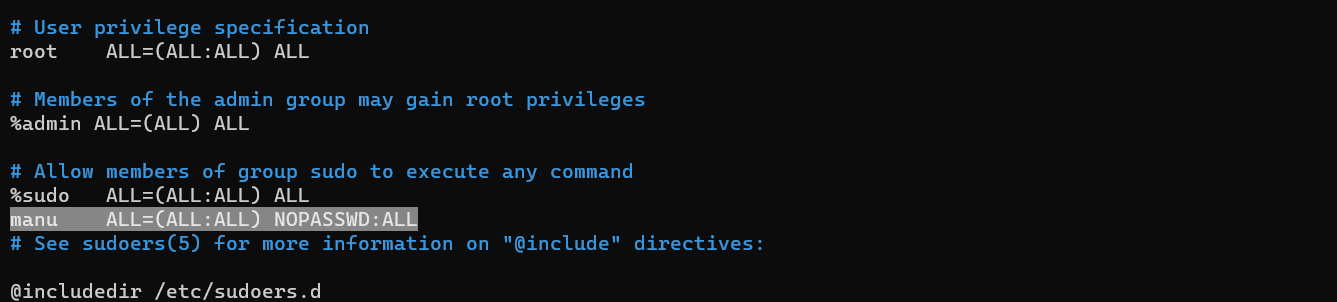 # User privilege specification
root    ALL=(ALL:ALL) ALL
# Members of the admin group may gain root privileges
%admin ALL=(ALL) ALL
# Allow members of group sudo to execute any command
%sudo   ALL=(ALL:ALL) ALL
manu    ALL=(ALL:ALL) NOPASSWD:ALL
# See sudoers(5) for more information on "@include" directives:
@includedir /etc/sudoers.d